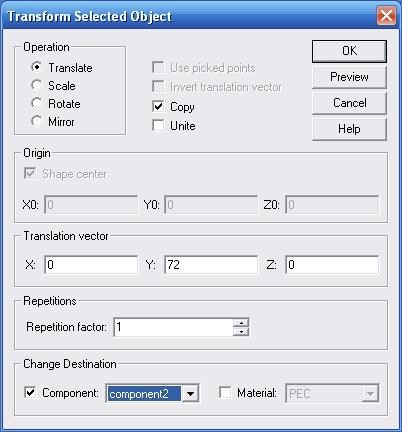 Transform Selected Object
Operation
Translate
Scale
Rotate
Mirror
Use picked points
Invert translation vector
Copy
Unite
OK
Preview
Cancel
Help
Origin
Shape center
X0: 0 Y0: 0 Z0: 0
Translation vector
X: 0 Y: 72 Z: 0
Repetitions
Repetition factor: 1
Change Destination
Component: component2 Material: PEC